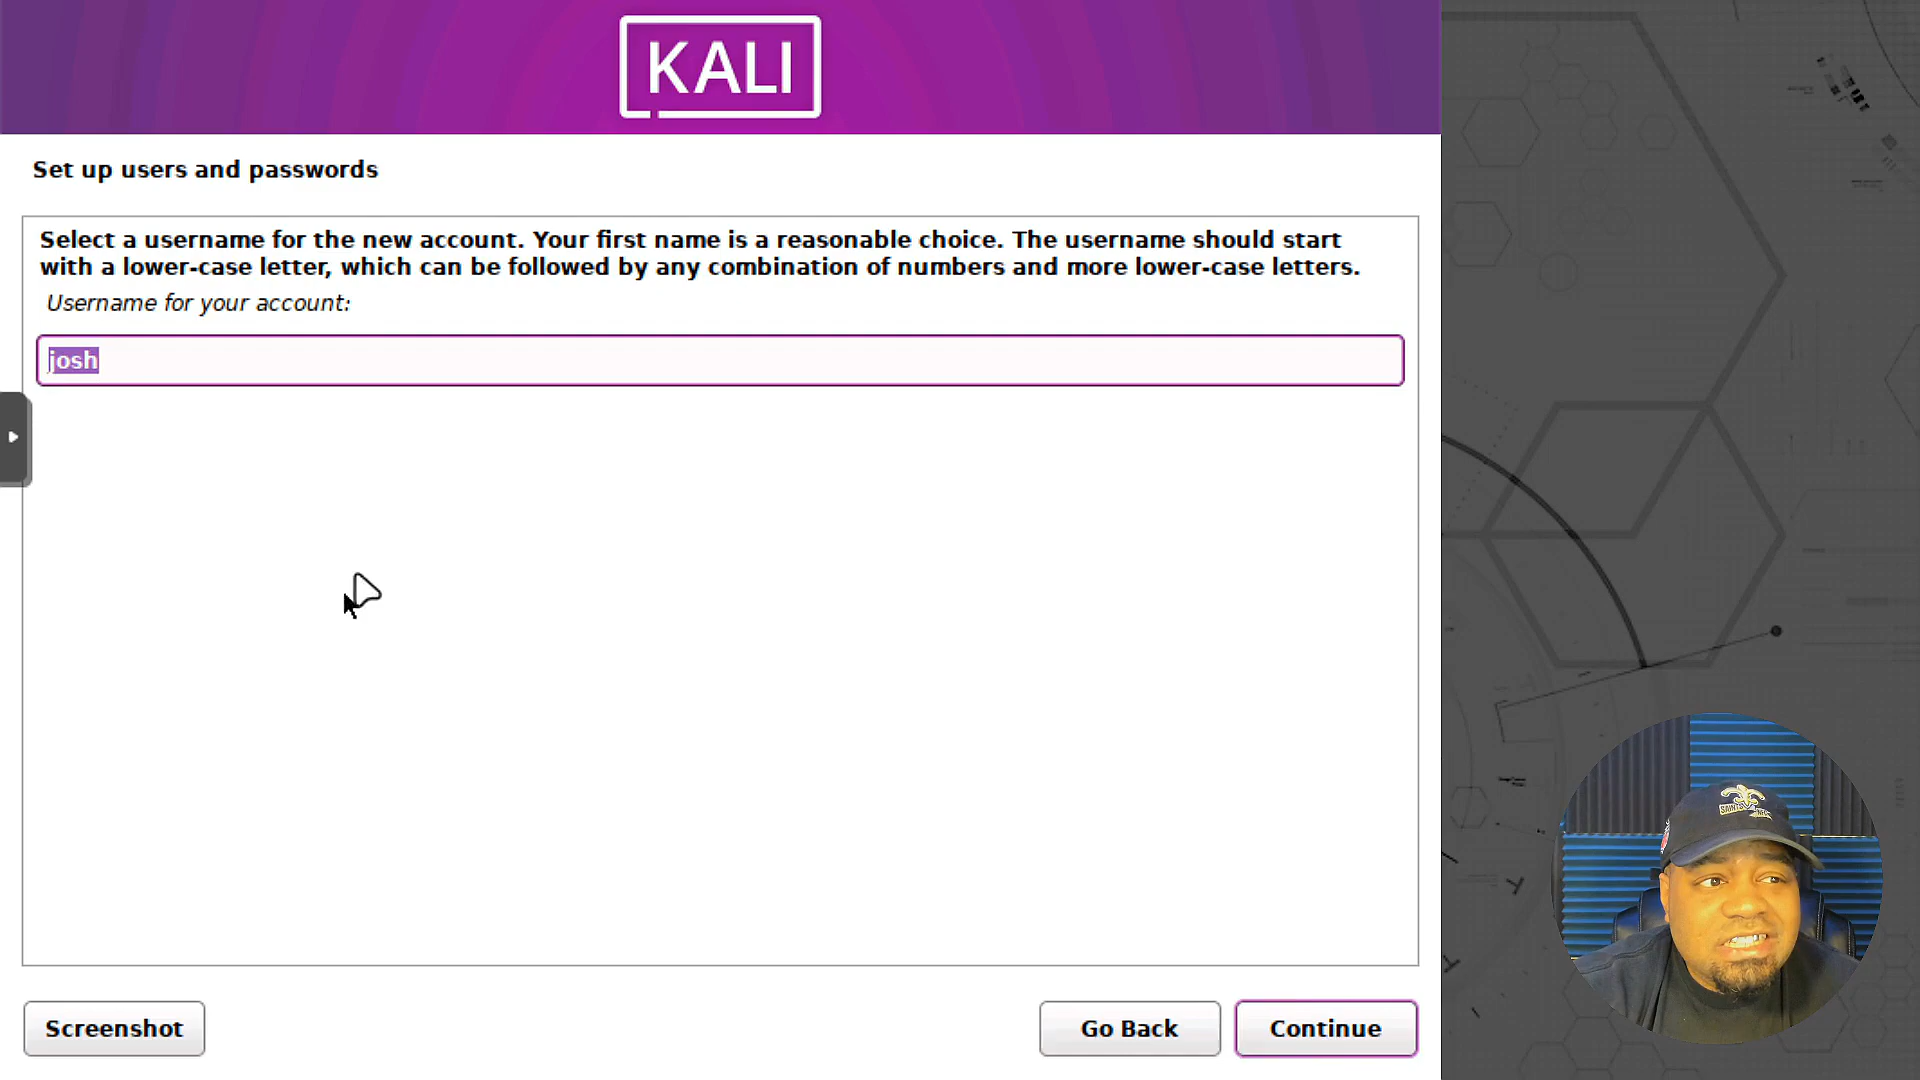 KALI
Set up users and passwords
Select a username for the new account. Your first name is a reasonable choice. The username should start
with a lower-case letter, which can be followed by any combination of numbers and more lower-case letters.
Username for your account:
josh
SAINTS
Screenshot
Go Back
Continue